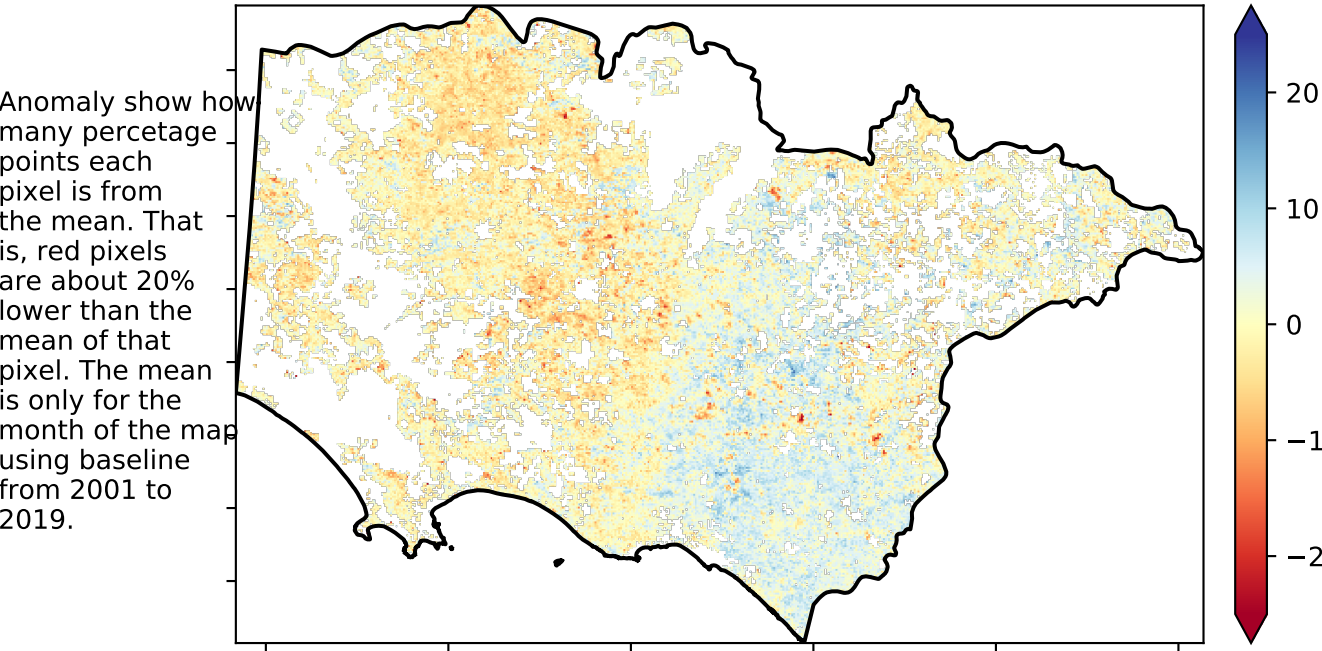 Anomaly show how
many percetage
points each
pixel is from
the mean. That
is, red pixels
are about 20%
lower than the
mean of that
pixel. The mean
is only for the
month of the map
using baseline
from 2001 to
2019.
20
10
0
−1
−2